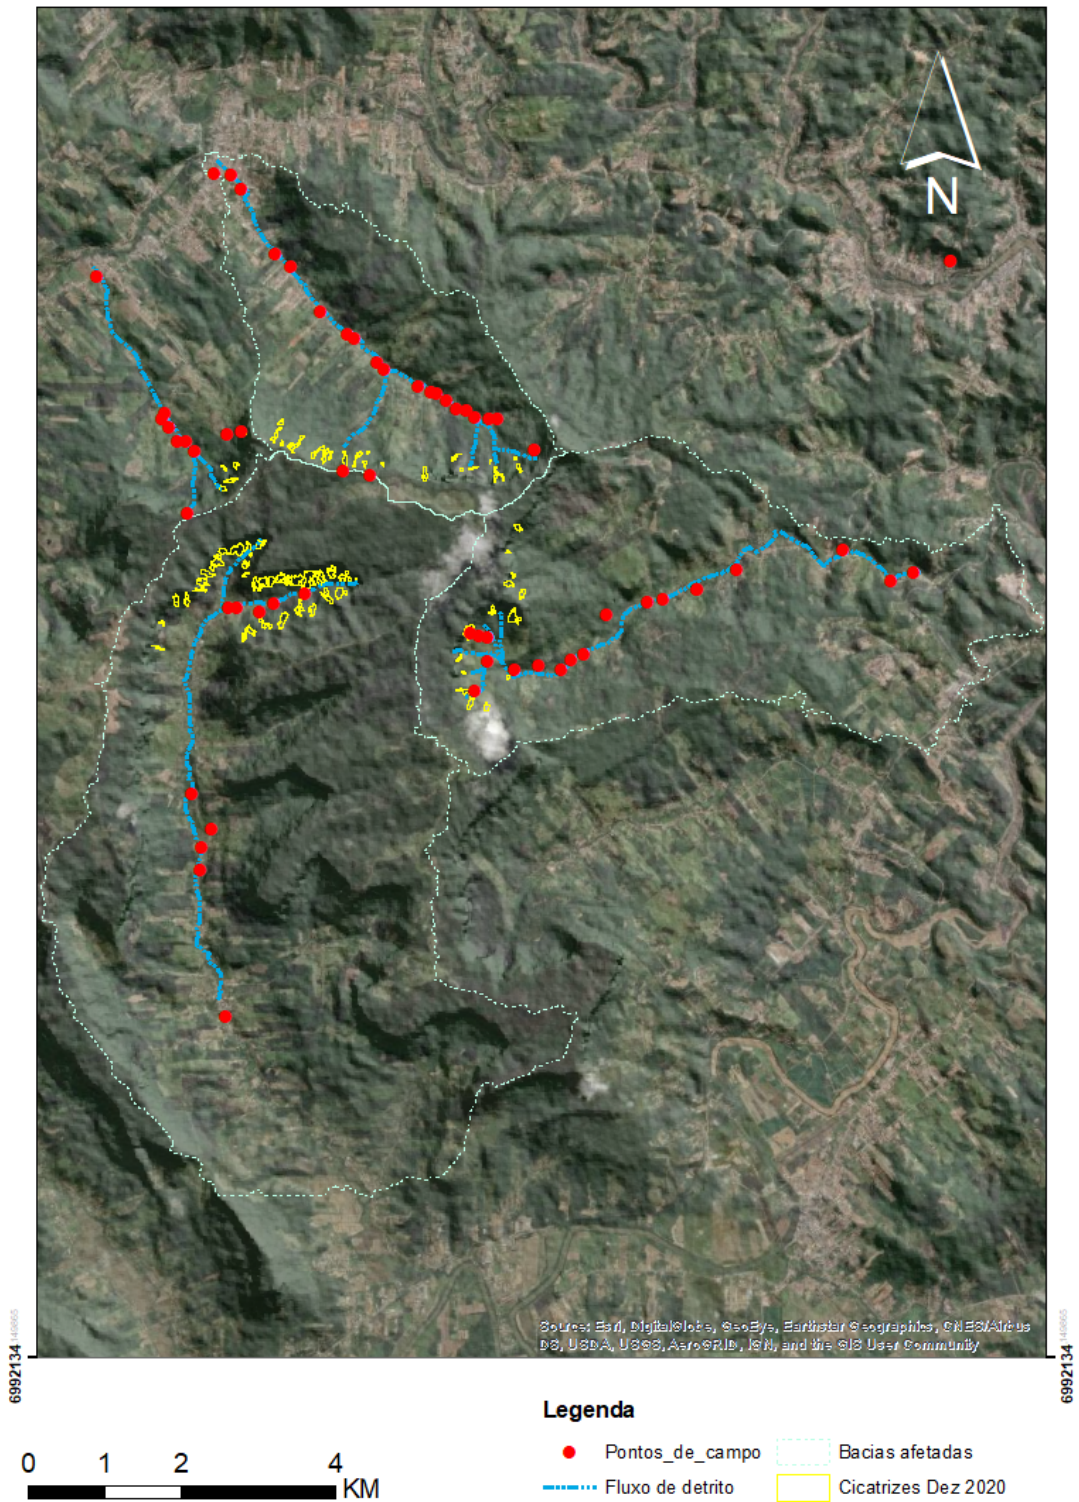 N
Source: Esri, DigitalGlobe, GeoEye, Earthstar Geographics, CNES/Airbus
DS, USDA, USGS, AeroGRID, IGN, and the GIS User Community
6992134
6992134
Legenda
Pontos_de_campo
Bacias afetadas
Fluxo de detrito
Cicatrizes Dez 2020
0 1 2 4
KM